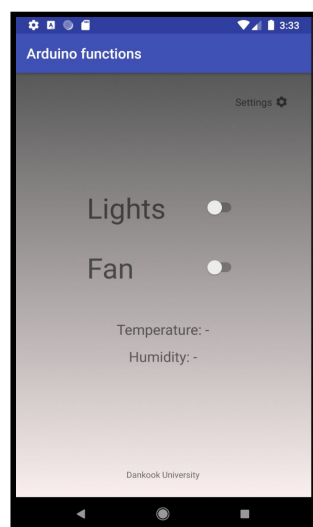 3:33
Arduino functions
Settings
Lights
Fan
Temperature: -
Humidity: -
Dankook University